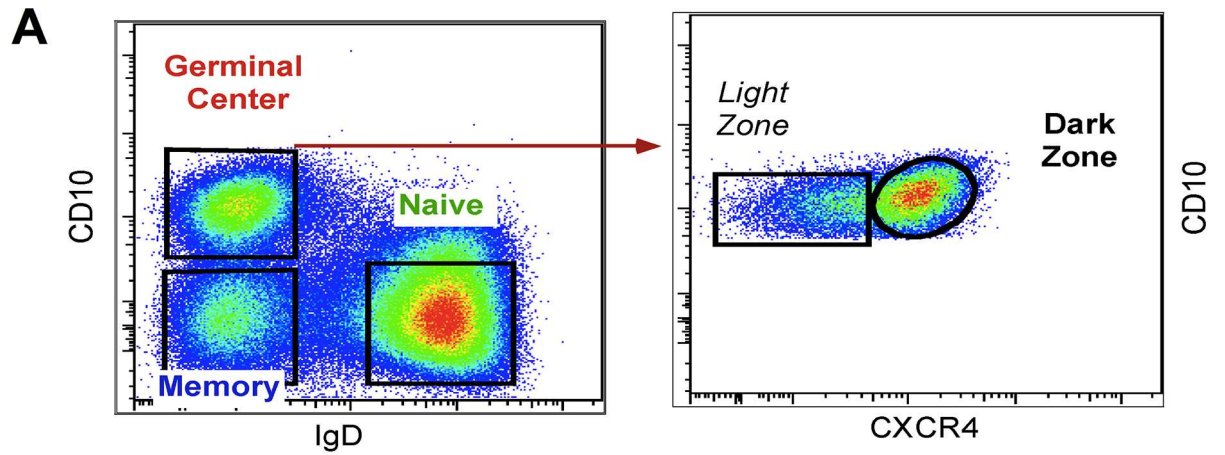 A
Germinal
Center
Naive
Memory
CD10
IgD
Light
Zone
Dark
Zone
CD10
CXCR4